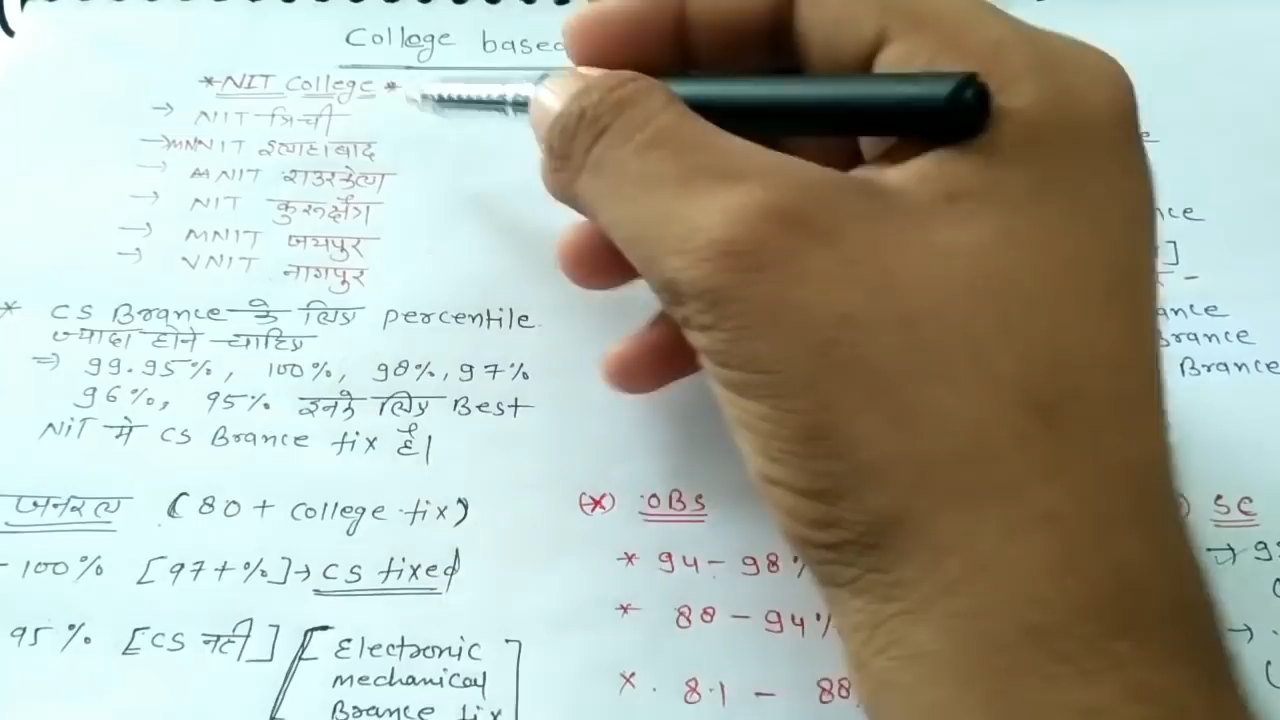 College based
*NIT College*
→ NIT त्रिची
→ MNNIT इलाहाबाद
→ NIT राउरकेला
→ NIT कुरुक्षेत्र
→ MNIT जयपुर
→ VNIT नागपुर
* CS Brance के लिए percentile
ज्यादा होने चाहिए
⇒ 99.95%, 100%, 98%, 97%
96%, 95% इनके लिए Best
NiT मे CS Brance fix है।
जनरल (80+ college fix)
- 100% [97+%]→ CS fixed
95% [CS नही] [Electronic
mechanical
Brance fix
(*) OBS
* 94-98%
* 88-94%
*. 81 - 88
SC
[
]
Brance
Brance